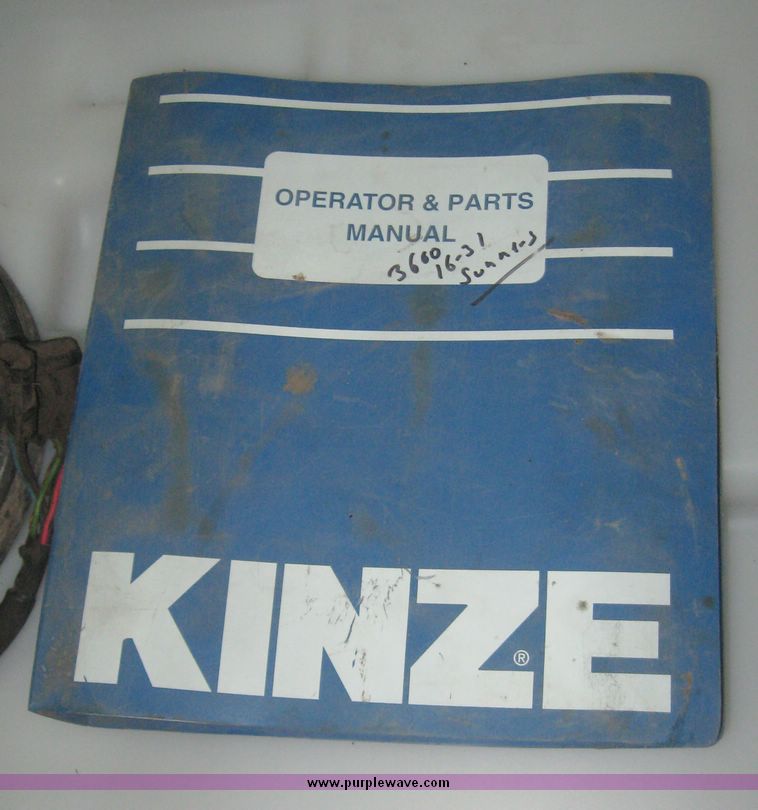 OPERATOR & PARTS
MANUAL
3600
16-31
KINZE®
www.purplewave.com